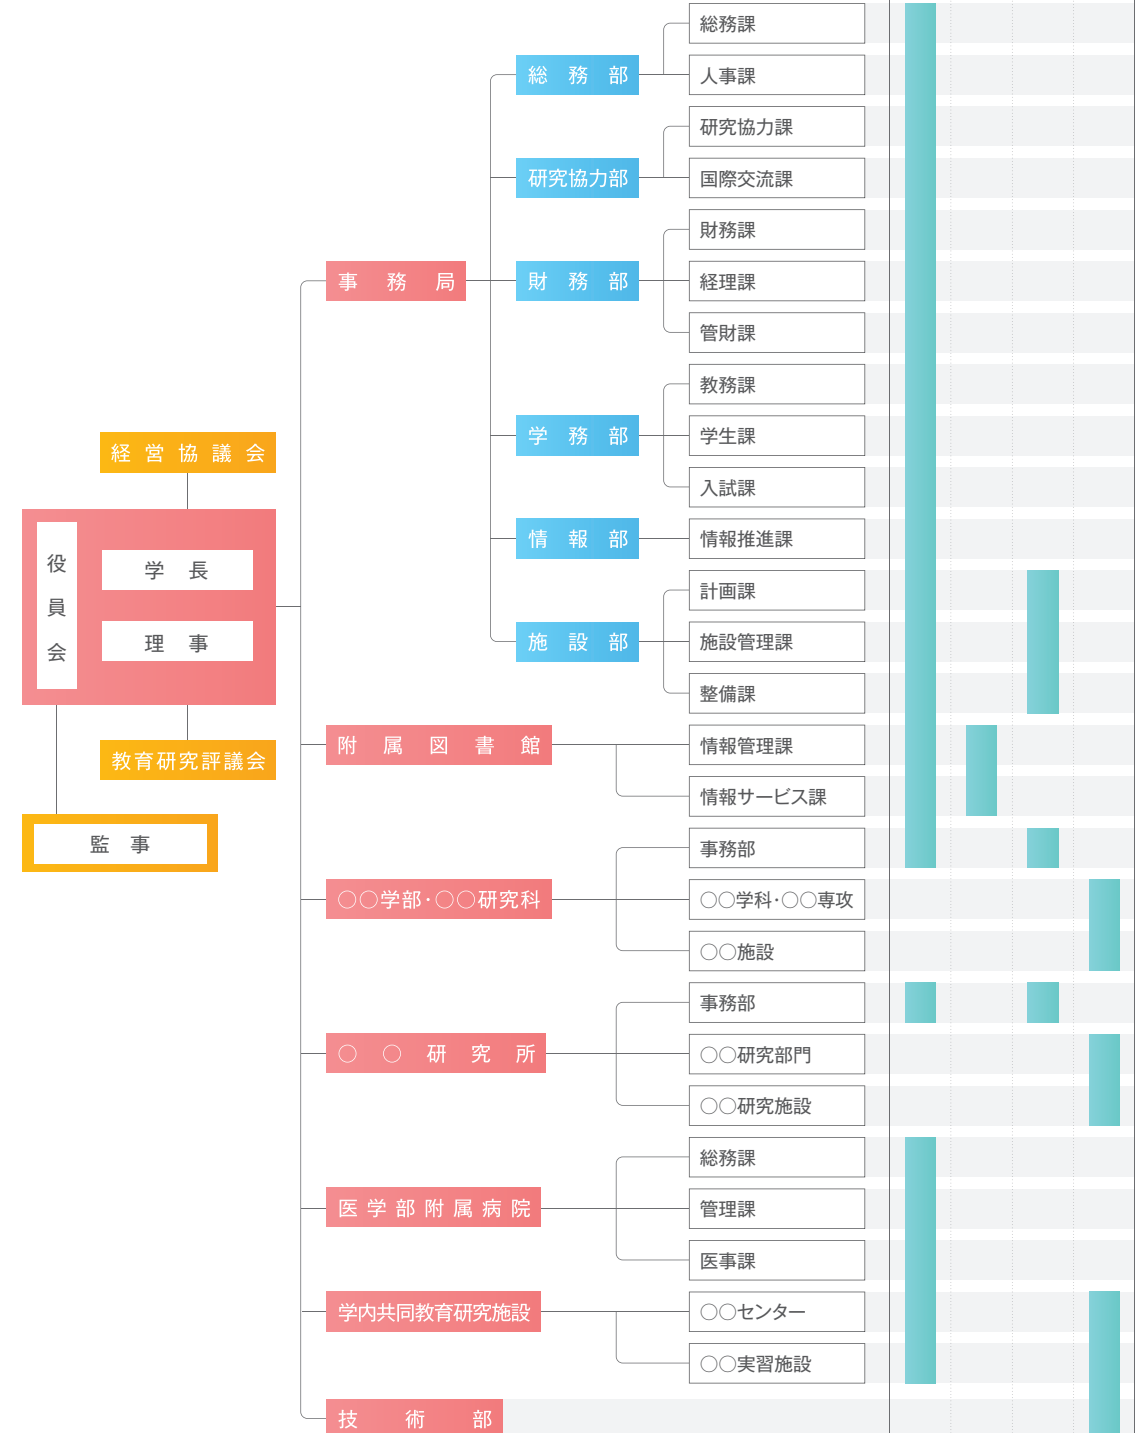 経営協議会
役員会
学長
理事
教育研究評議会
監事
事務局
総務部
総務課
人事課
研究協力部
研究協力課
国際交流課
財務部
財務課
経理課
管財課
学務部
教務課
学生課
入試課
情報部
情報推進課
施設部
計画課
施設管理課
整備課
附属図書館
情報管理課
情報サービス課
〇〇学部・〇〇研究科
事務部
〇〇学科・〇〇専攻
〇〇施設
〇〇研究所
事務部
〇〇研究部門
〇〇研究施設
医学部附属病院
総務課
管理課
医事課
学内共同教育研究施設
〇〇センター
〇〇実習施設
技術部